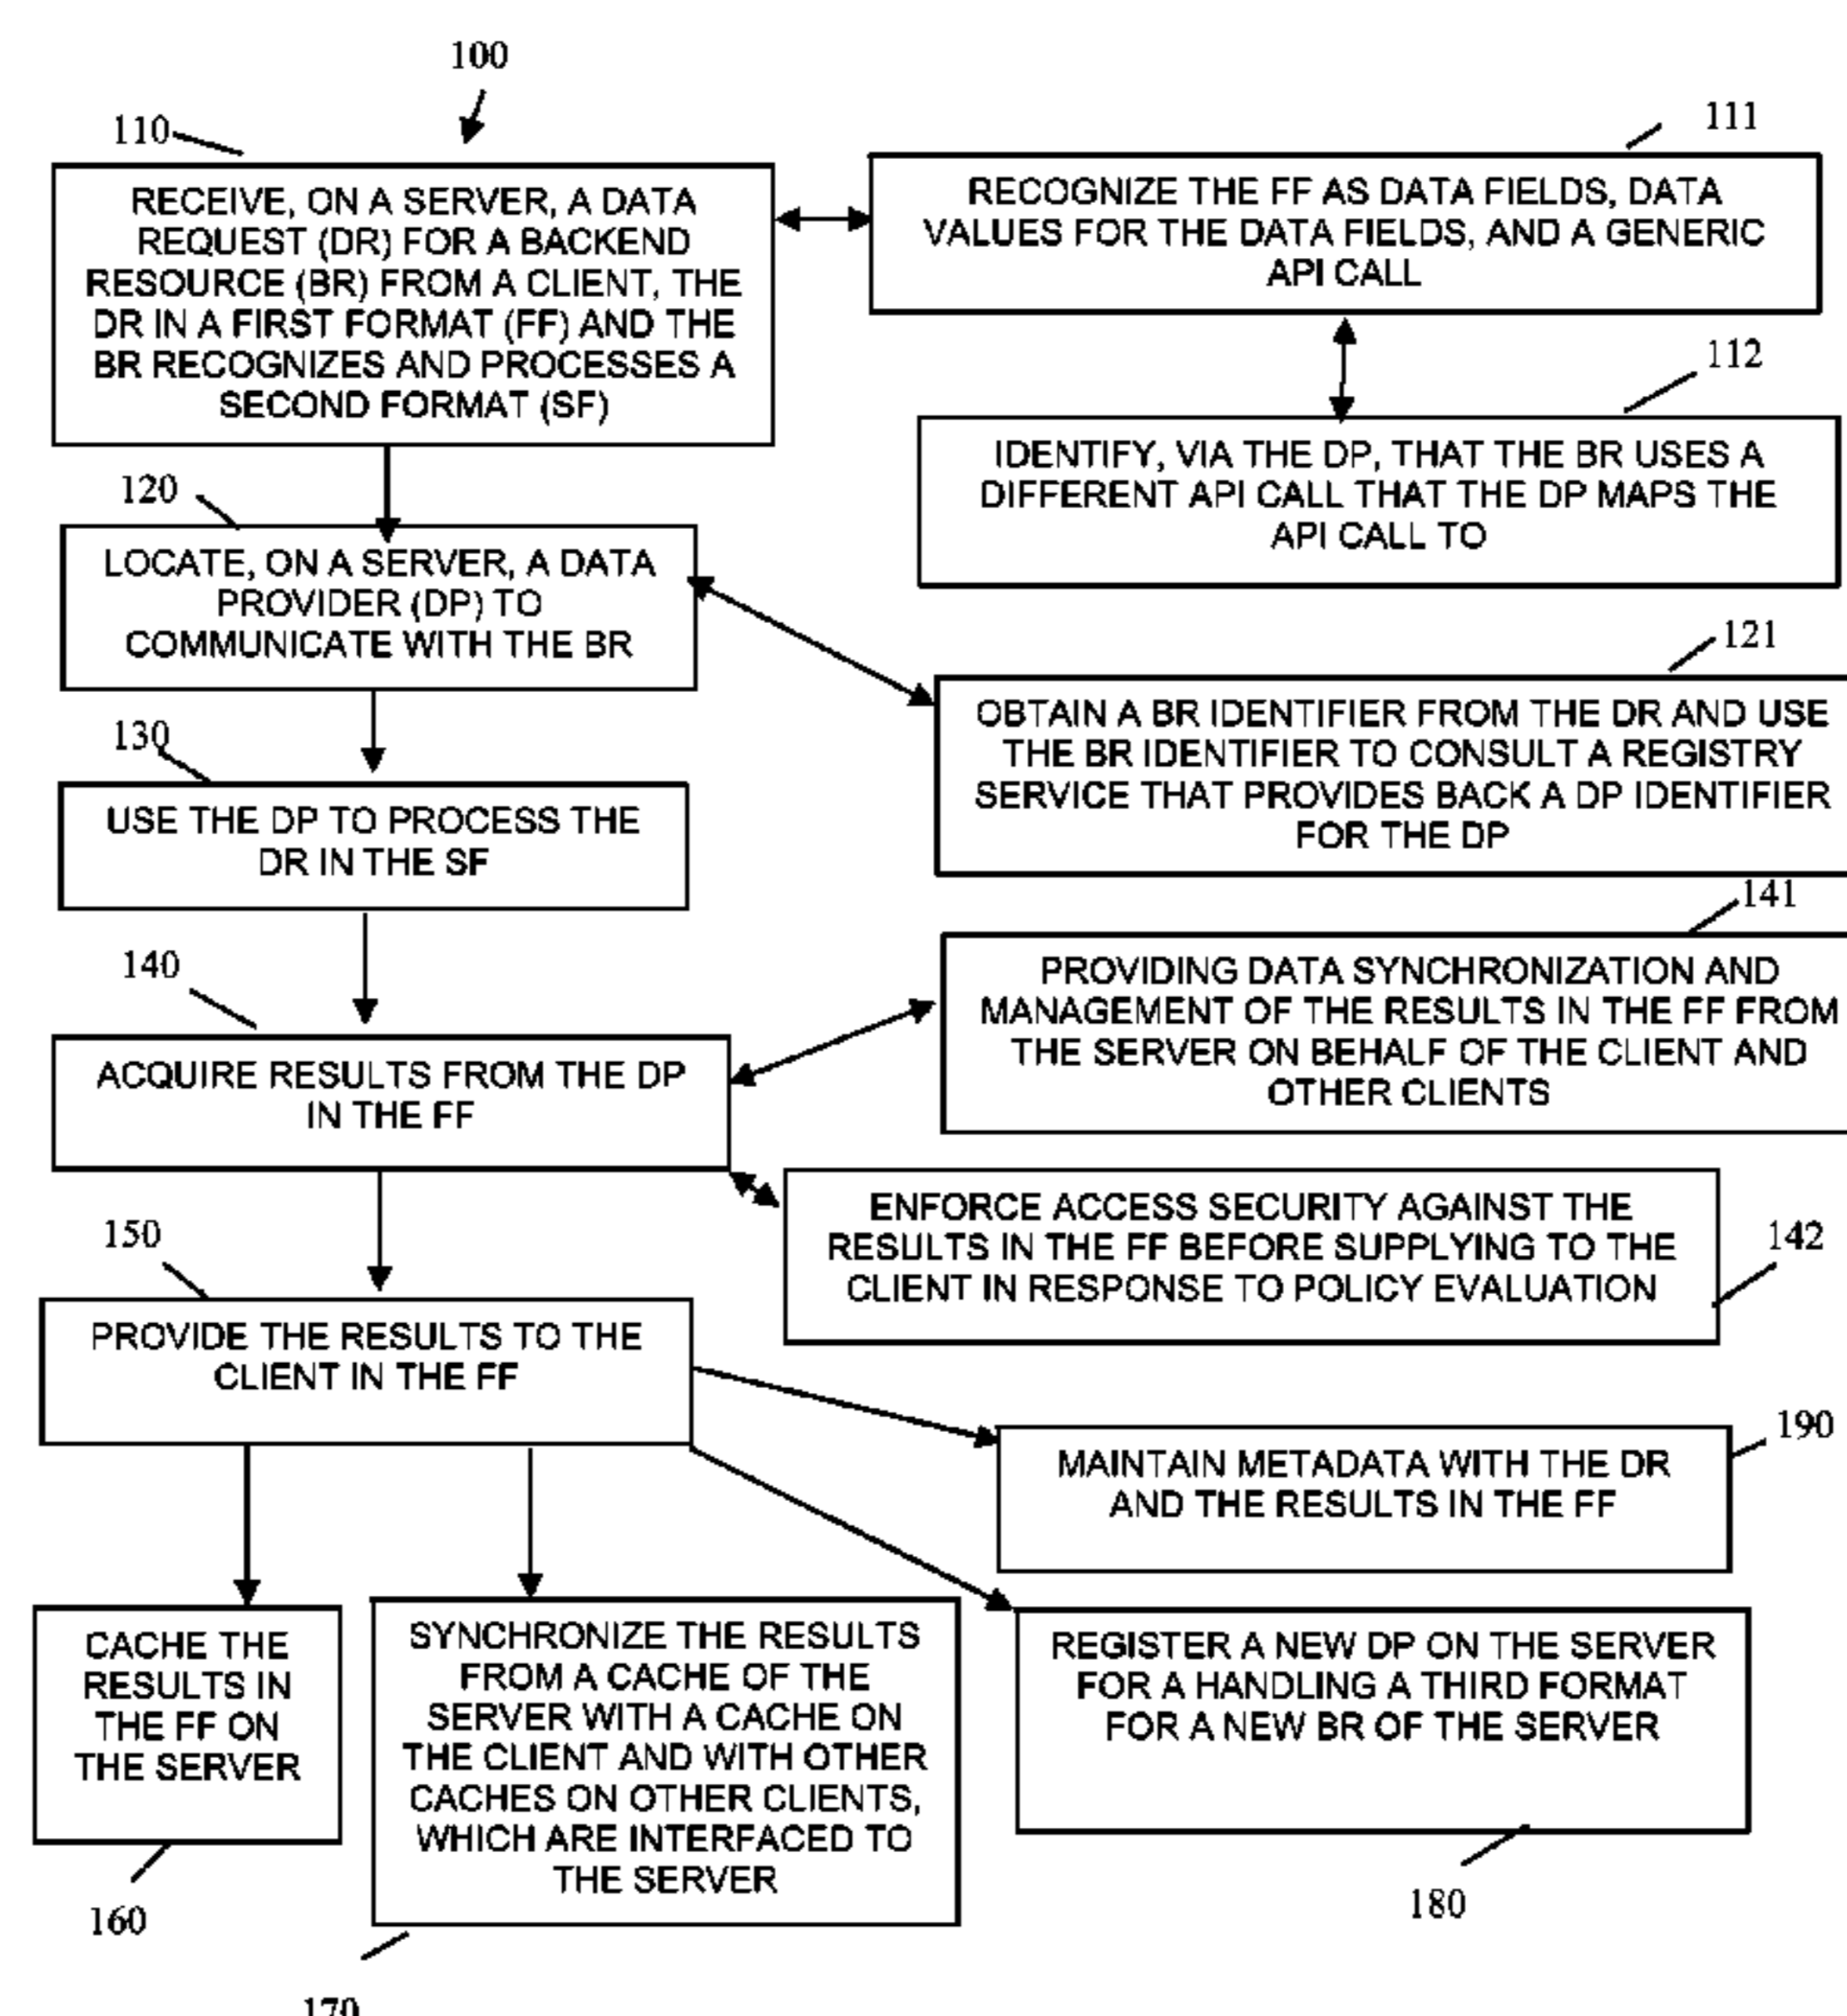 100
110
RECEIVE, ON A SERVER, A DATA
REQUEST (DR) FOR A BACKEND
RESOURCE (BR) FROM A CLIENT, THE
DR IN A FIRST FORMAT (FF) AND THE
BR RECOGNIZES AND PROCESSES A
SECOND FORMAT (SF)
111
RECOGNIZE THE FF AS DATA FIELDS, DATA
VALUES FOR THE DATA FIELDS, AND A GENERIC
API CALL
112
IDENTIFY, VIA THE DP, THAT THE BR USES A
DIFFERENT API CALL THAT THE DP MAPS THE
API CALL TO
120
LOCATE, ON A SERVER, A DATA
PROVIDER (DP) TO
COMMUNICATE WITH THE BR
121
OBTAIN A BR IDENTIFIER FROM THE DR AND USE
THE BR IDENTIFIER TO CONSULT A REGISTRY
SERVICE THAT PROVIDES BACK A DP IDENTIFIER
FOR THE DP
130
USE THE DP TO PROCESS THE
DR IN THE SF
140
ACQUIRE RESULTS FROM THE DP
IN THE FF
141
PROVIDING DATA SYNCHRONIZATION AND
MANAGEMENT OF THE RESULTS IN THE FF FROM
THE SERVER ON BEHALF OF THE CLIENT AND
OTHER CLIENTS
142
ENFORCE ACCESS SECURITY AGAINST THE
RESULTS IN THE FF BEFORE SUPPLYING TO THE
CLIENT IN RESPONSE TO POLICY EVALUATION
150
PROVIDE THE RESULTS TO THE
CLIENT IN THE FF
190
MAINTAIN METADATA WITH THE DR
AND THE RESULTS IN THE FF
CACHE THE
RESULTS IN
THE FF ON
THE SERVER
160
SYNCHRONIZE THE RESULTS
FROM A CACHE OF THE
SERVER WITH A CACHE ON
THE CLIENT AND WITH OTHER
CACHES ON OTHER CLIENTS,
WHICH ARE INTERFACED TO
THE SERVER
170
REGISTER A NEW DP ON THE SERVER
FOR A HANDLING A THIRD FORMAT
FOR A NEW BR OF THE SERVER
180